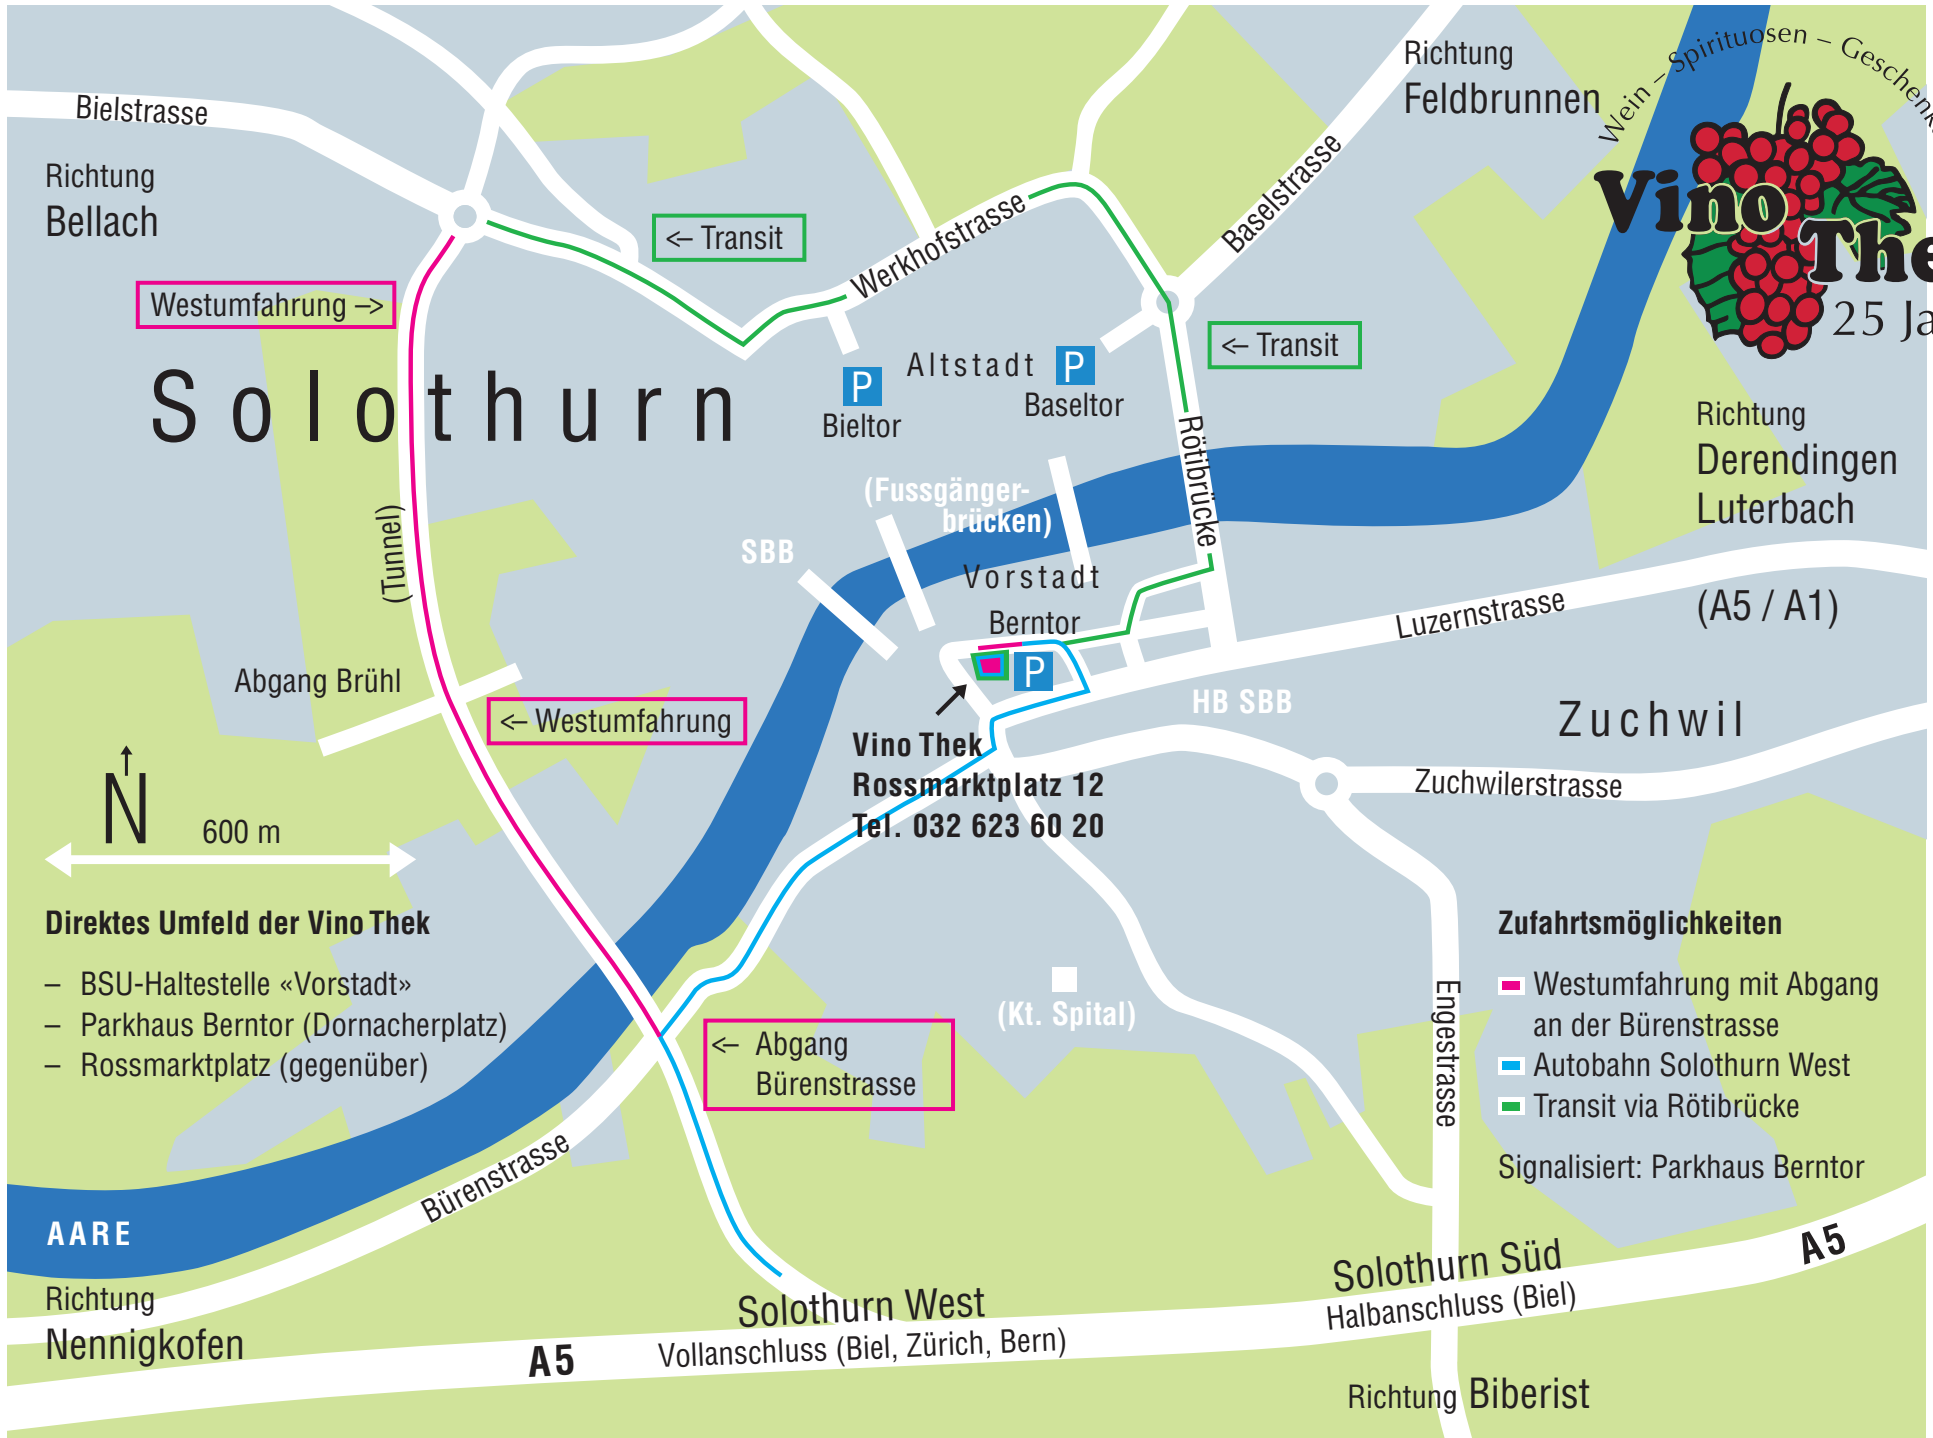 Bielstrasse
Richtung
Bellach
Westumfahrung –>
Solothurn
(Tunnel)
Abgang Brühl
<– Westumfahrung
N
600 m
Direktes Umfeld der Vino Thek
– BSU-Haltestelle «Vorstadt»
– Parkhaus Berntor (Dornacherplatz)
– Rossmarktplatz (gegenüber)
AARE
Richtung
Nennigkofen
Bürenstrasse
A5
<– Transit
Werkhofstrasse
Altstadt
P
Bieltor
P
Baseltor
Baselstrasse
Richtung
Feldbrunnen
<– Transit
Rötibrücke
(Fussgänger-
brücken)
SBB
Vorstadt
Berntor
P
Vino Thek
Rossmarktplatz 12
Tel. 032 623 60 20
HB SBB
Luzernstrasse
Zuchwil
Zuchwilerstrasse
Engestrasse
(Kt. Spital)
<– Abgang
Bürenstrasse
Solothurn West
Vollanschluss (Biel, Zürich, Bern)
Solothurn Süd
Halbanschluss (Biel)
A5
Richtung Biberist
Wein – Spirituosen –
Vino
25
Richtung
Derendingen
Luterbach
(A5 / A1)
Zufahrtsmöglichkeiten
Westumfahrung mit Abgang
an der Bürenstrasse
Autobahn Solothurn West
Transit via Rötibrücke
Signalisiert: Parkhaus Berntor